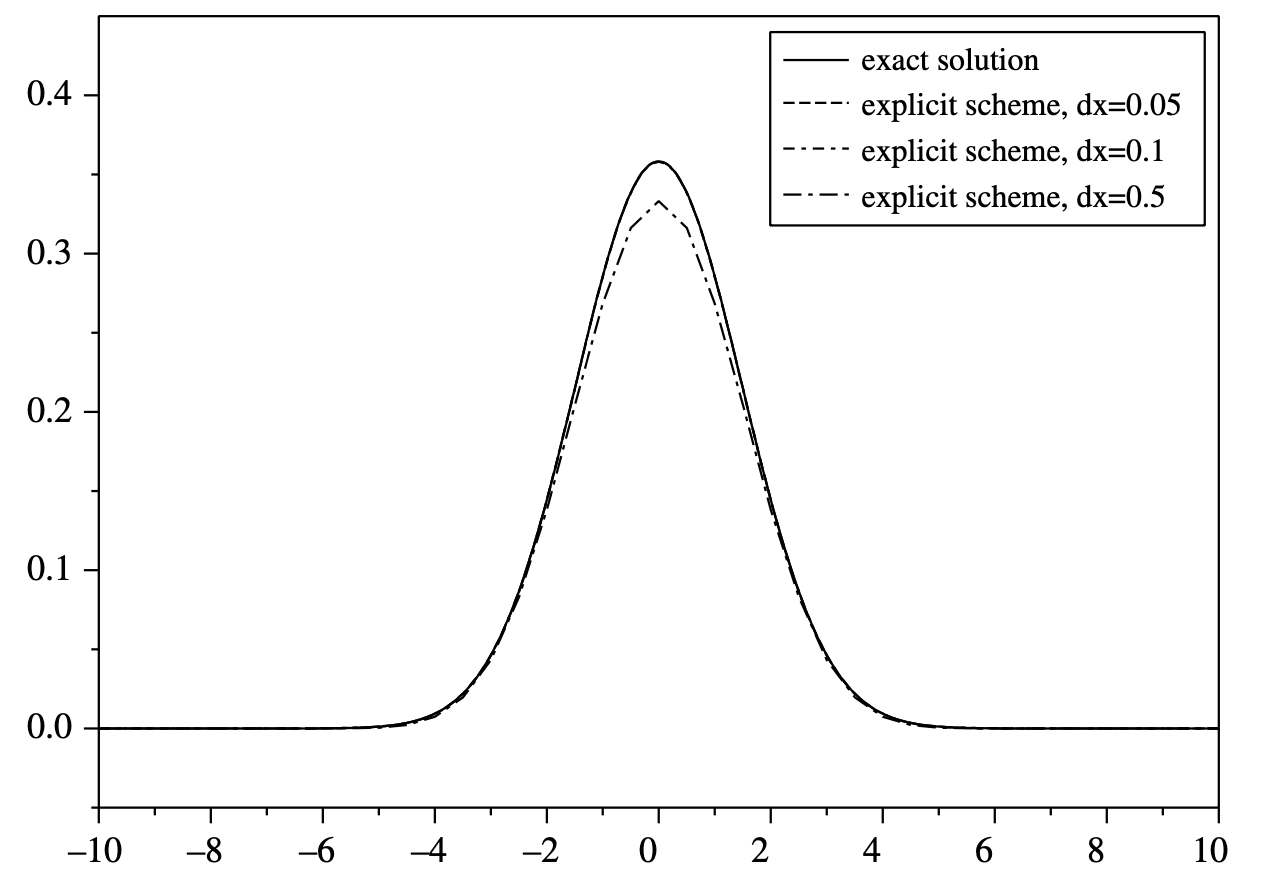 exact solution
explicit scheme, dx=0.05
explicit scheme, dx=0.1
explicit scheme, dx=0.5
0.4
0.3
0.2
0.1
0.0
–10 –8 –6 –4 –2 0 2 4 6 8 10